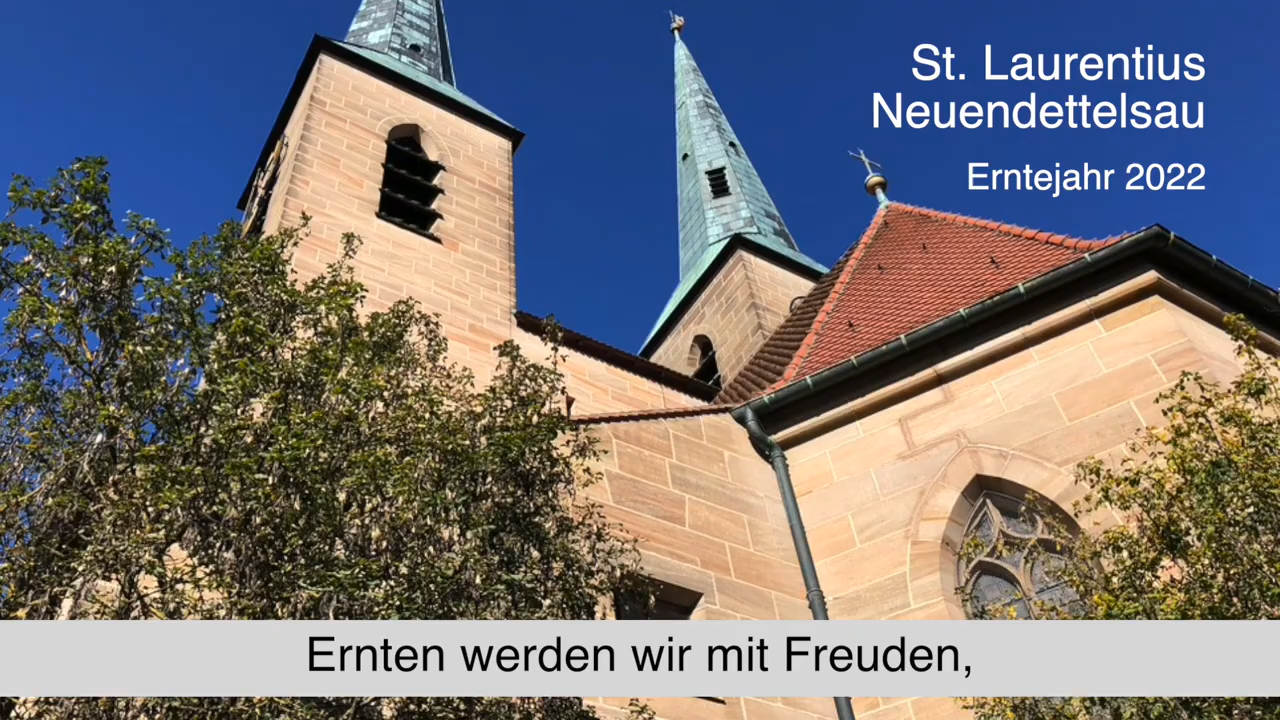 St. Laurentius
Neuendettelsau
Erntejahr 2022
Ernten werden wir mit Freuden,